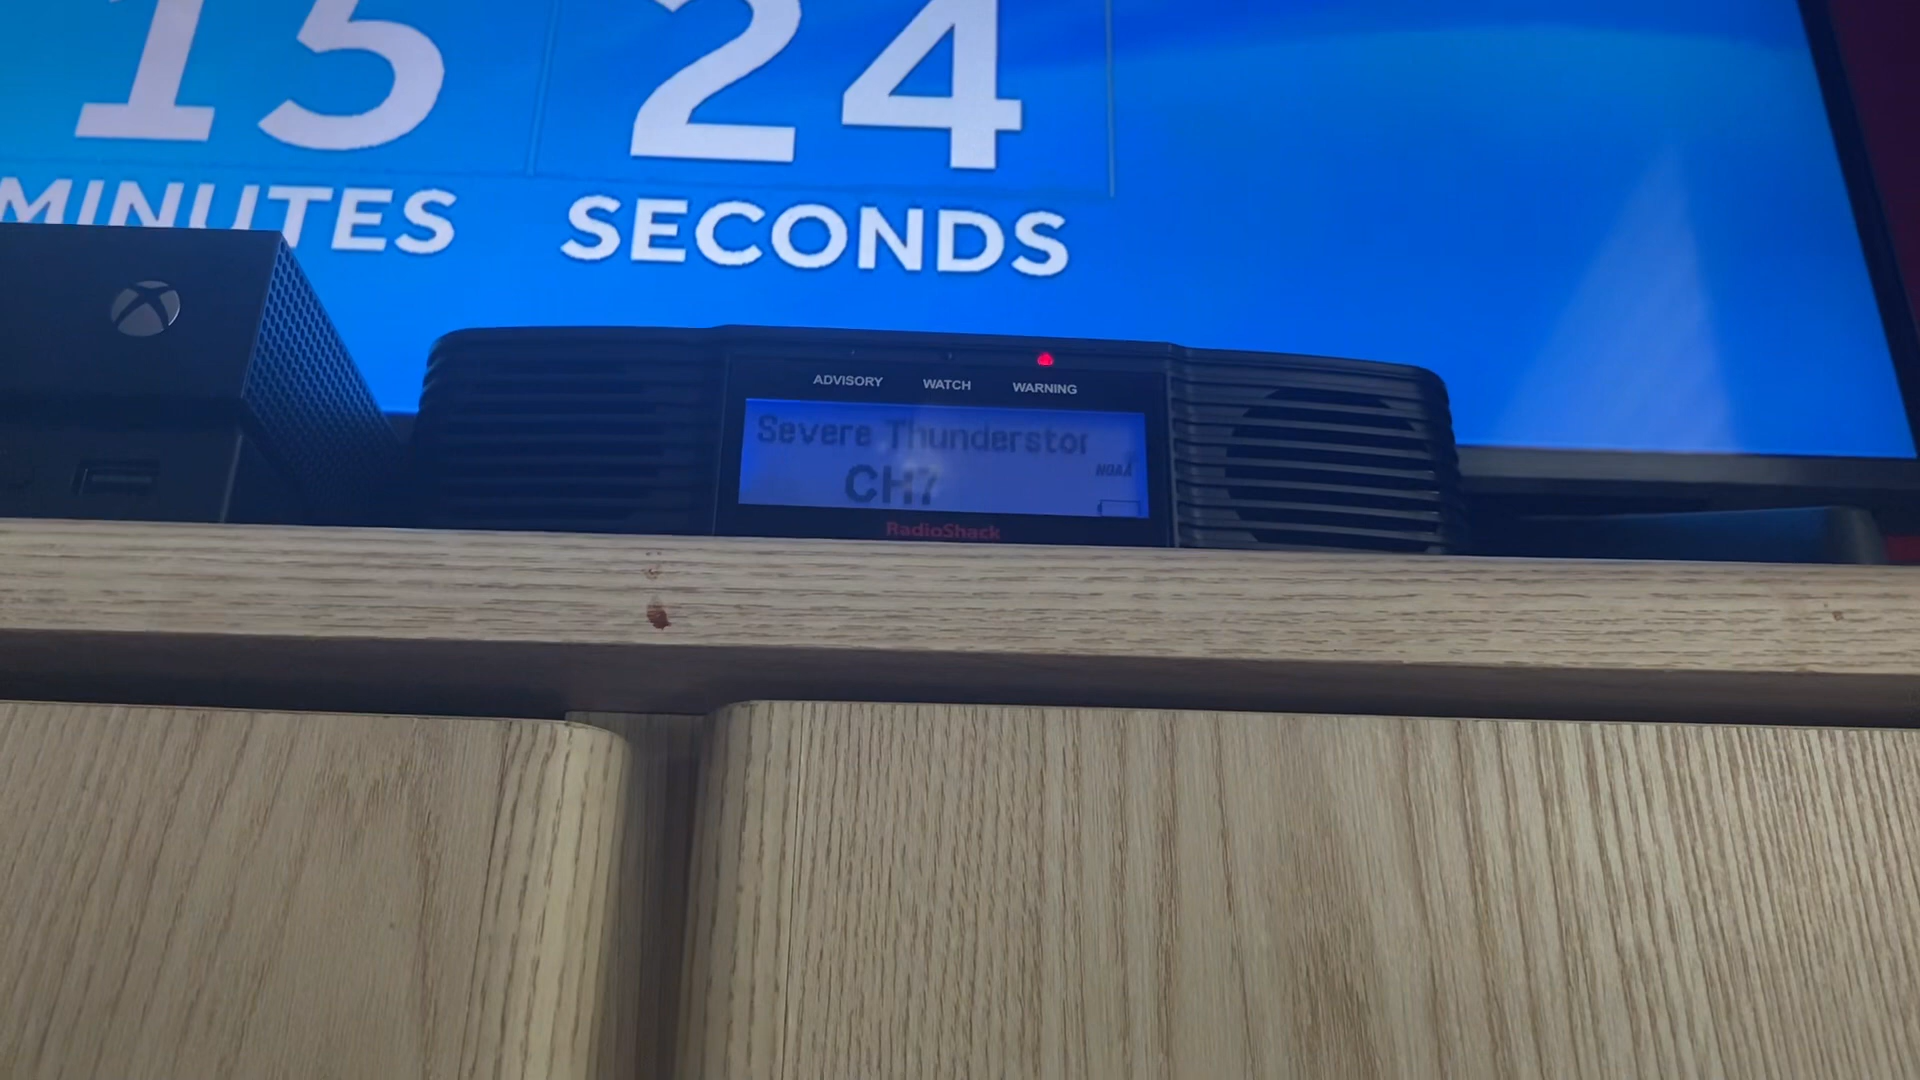 15 24
MINUTES SECONDS
ADVISORY WATCH WARNING
Severe Thunderstor
CH7
NOAA
RadioShack